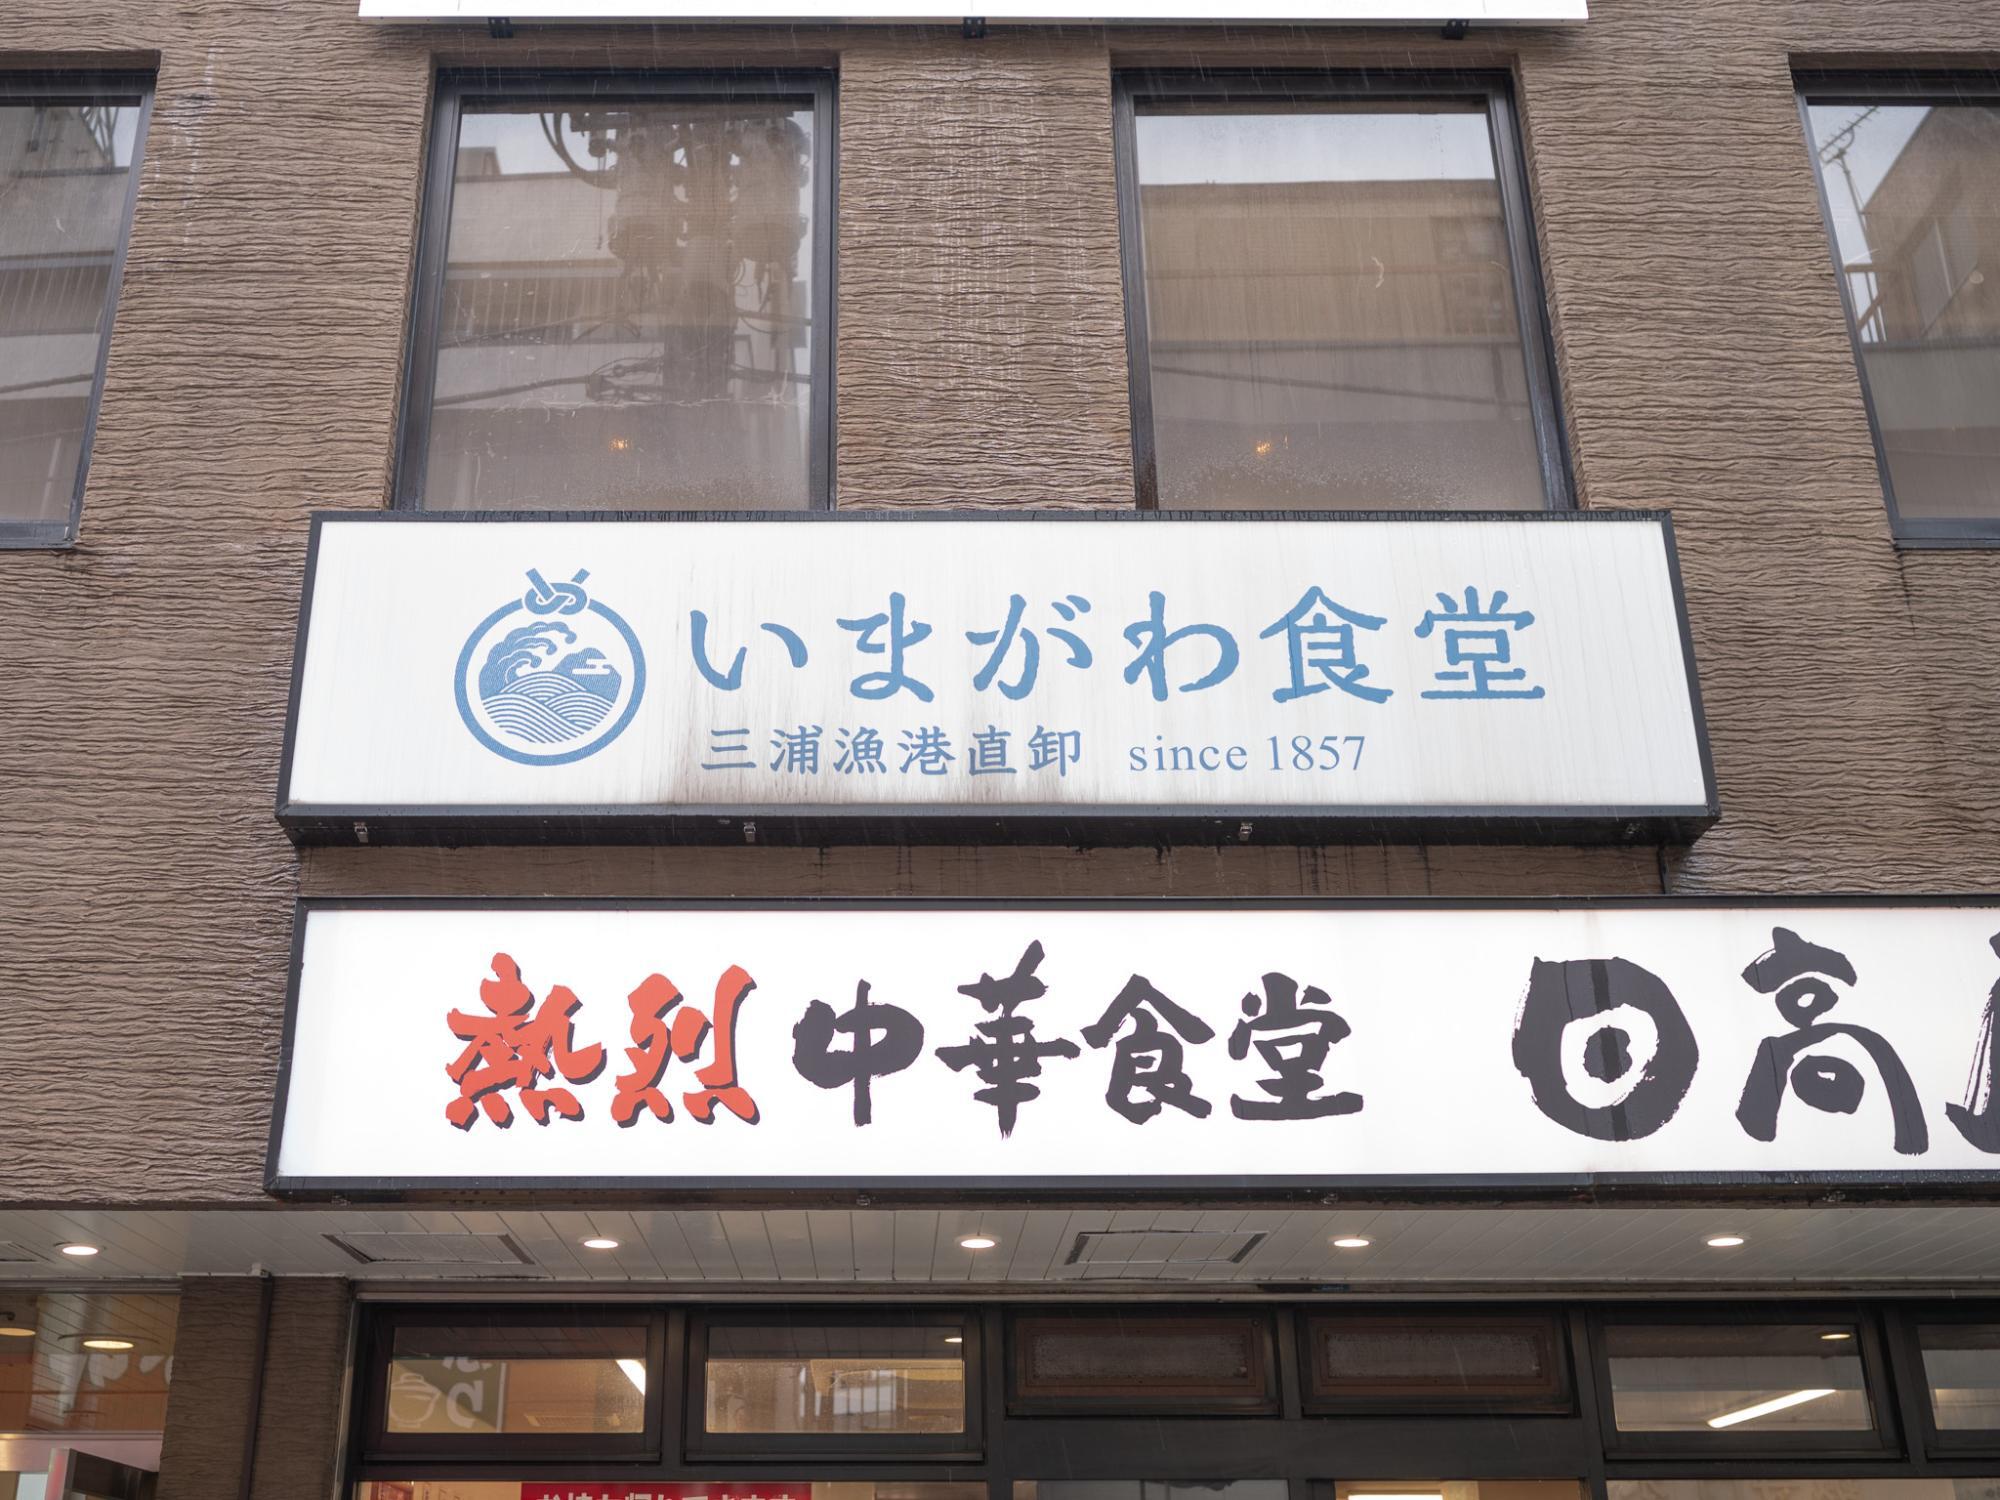 いまがわ食堂
三浦漁港直卸 since 1857
熱烈中華食堂 日高